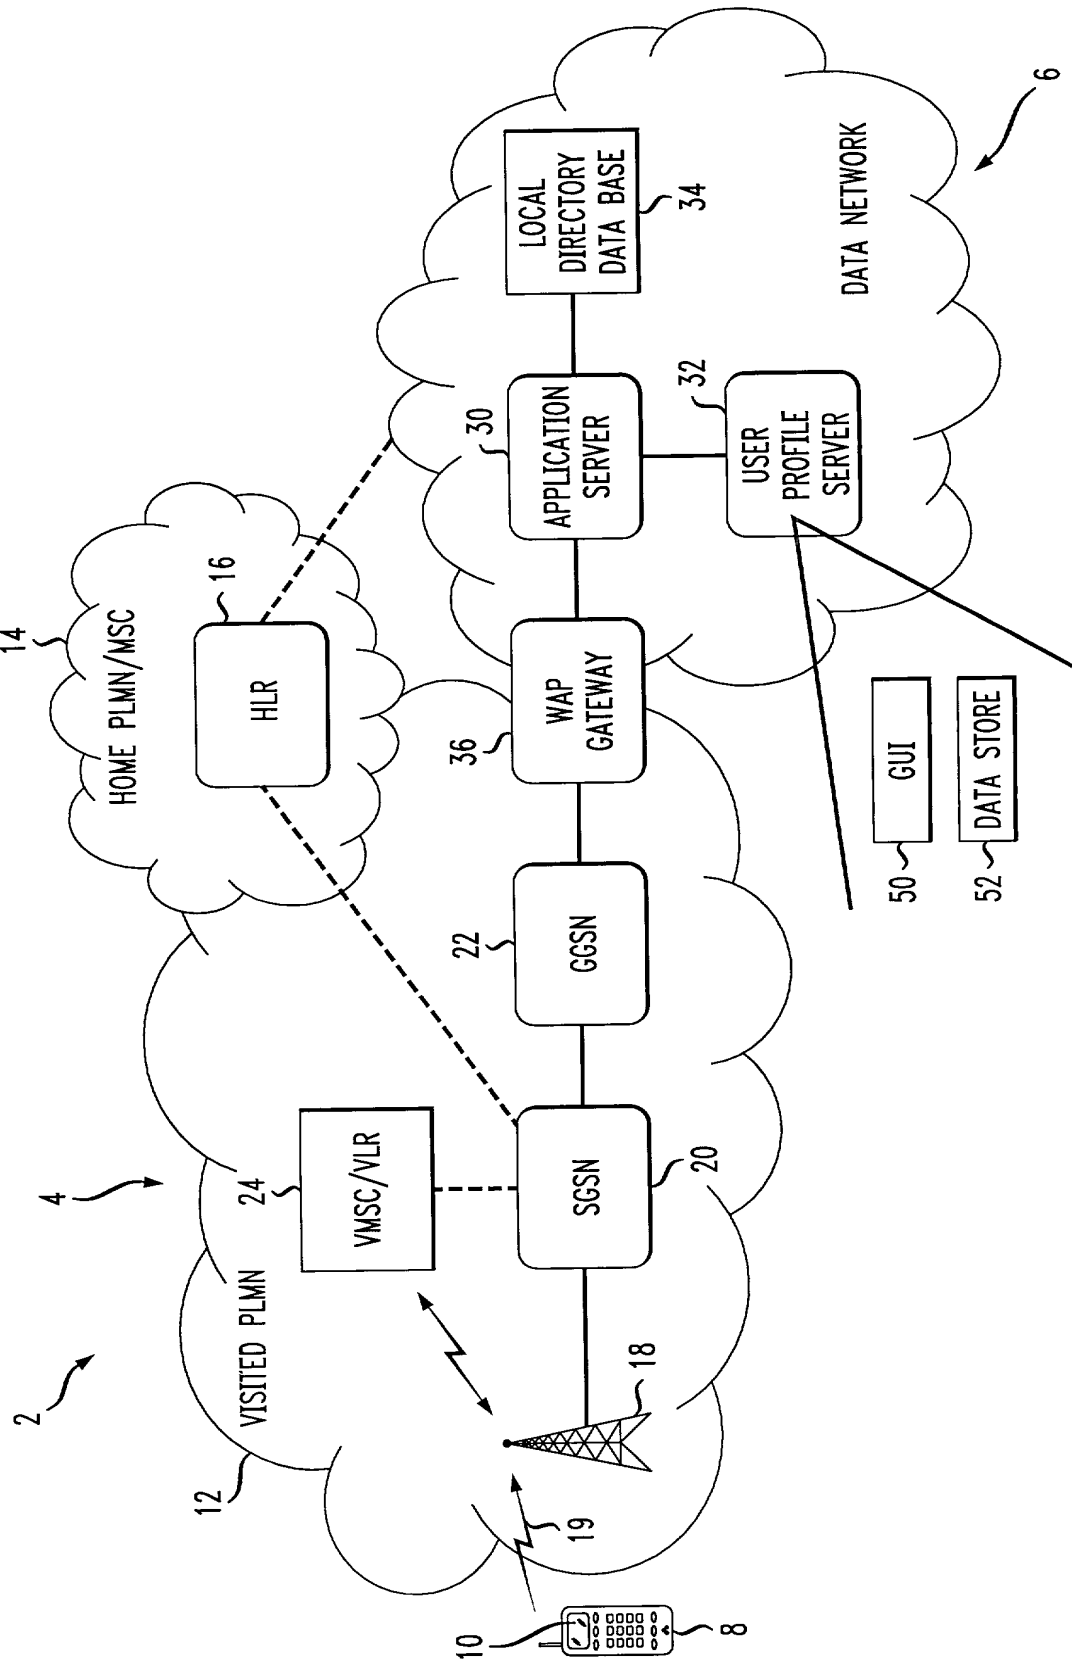 2
4
12
VISITED PLMN
14
HOME PLMN/MSC
16
HLR
24
VMSC/VLR
10
8
19
18
SGSN
20
22
GGSN
36
WAP
GATEWAY
30
APPLICATION
SERVER
LOCAL
DIRECTORY
DATA BASE
34
32
USER
PROFILE
SERVER
DATA NETWORK
6
50
GUI
52
DATA STORE